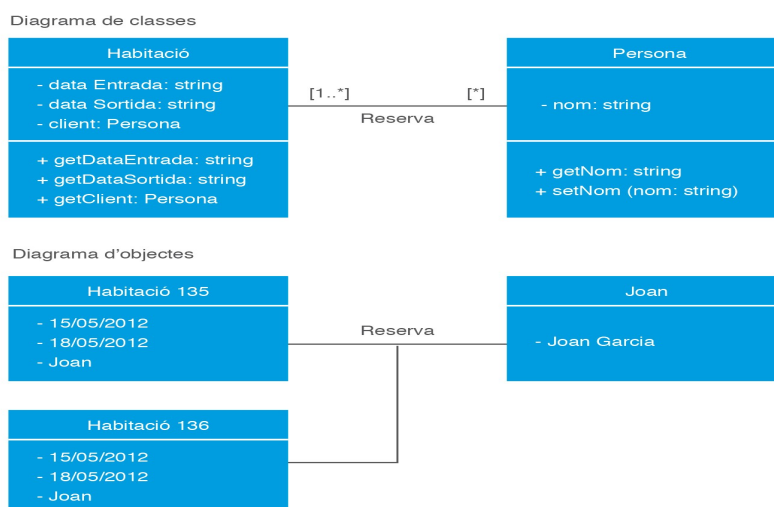 Diagrama de classes
Habitació
- data Entrada: string
- data Sortida: string
- client: Persona
+ getDataEntrada: string
+ getDataSortida: string
+ getClient: Persona
[1..*]
[*]
Reserva
Persona
- nom: string
+ getNom: string
+ setNom (nom: string)
Diagrama d'objectes
Habitació 135
- 15/05/2012
- 18/05/2012
- Joan
Reserva
Joan
- Joan Garcia
Habitació 136
- 15/05/2012
- 18/05/2012
- Joan